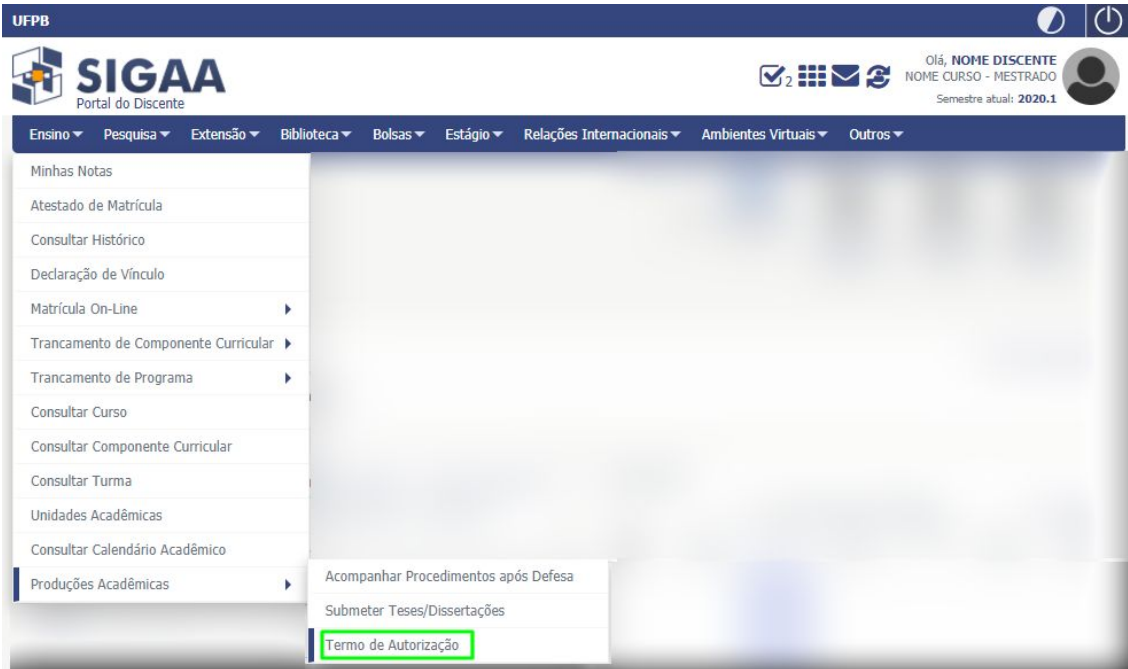 UFPB
SIGAA
Portal do Discente
2
Olá, NOME DISCENTE
NOME CURSO - MESTRADO
Semestre atual: 2020.1
Ensino Pesquisa Extensão Biblioteca Bolsas Estágio Relações Internacionais Ambientes Virtuais Outros
Minhas Notas
Atestado de Matrícula
Consultar Histórico
Declaração de Vínculo
Matrícula On-Line
Trancamento de Componente Curricular
Trancamento de Programa
Consultar Curso
Consultar Componente Curricular
Consultar Turma
Unidades Acadêmicas
Consultar Calendário Acadêmico
Produções Acadêmicas
Acompanhar Procedimentos após Defesa
Submeter Teses/Dissertações
Termo de Autorização